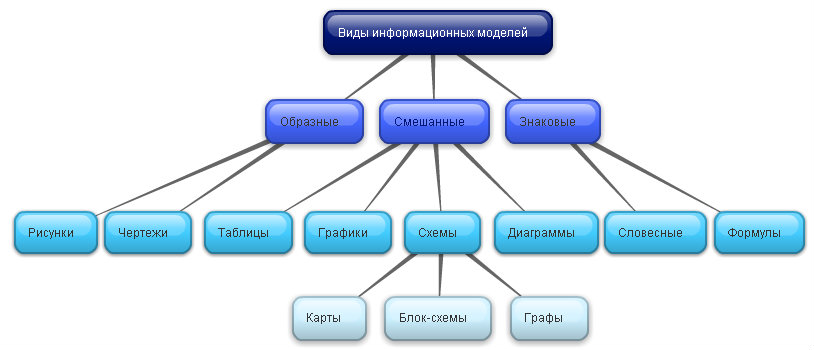 Виды информационных моделей
Образные
Смешанные
Знаковые
Рисунки
Чертежи
Таблицы
Графики
Схемы
Диаграммы
Словесные
Формулы
Карты
Блок-схемы
Графы